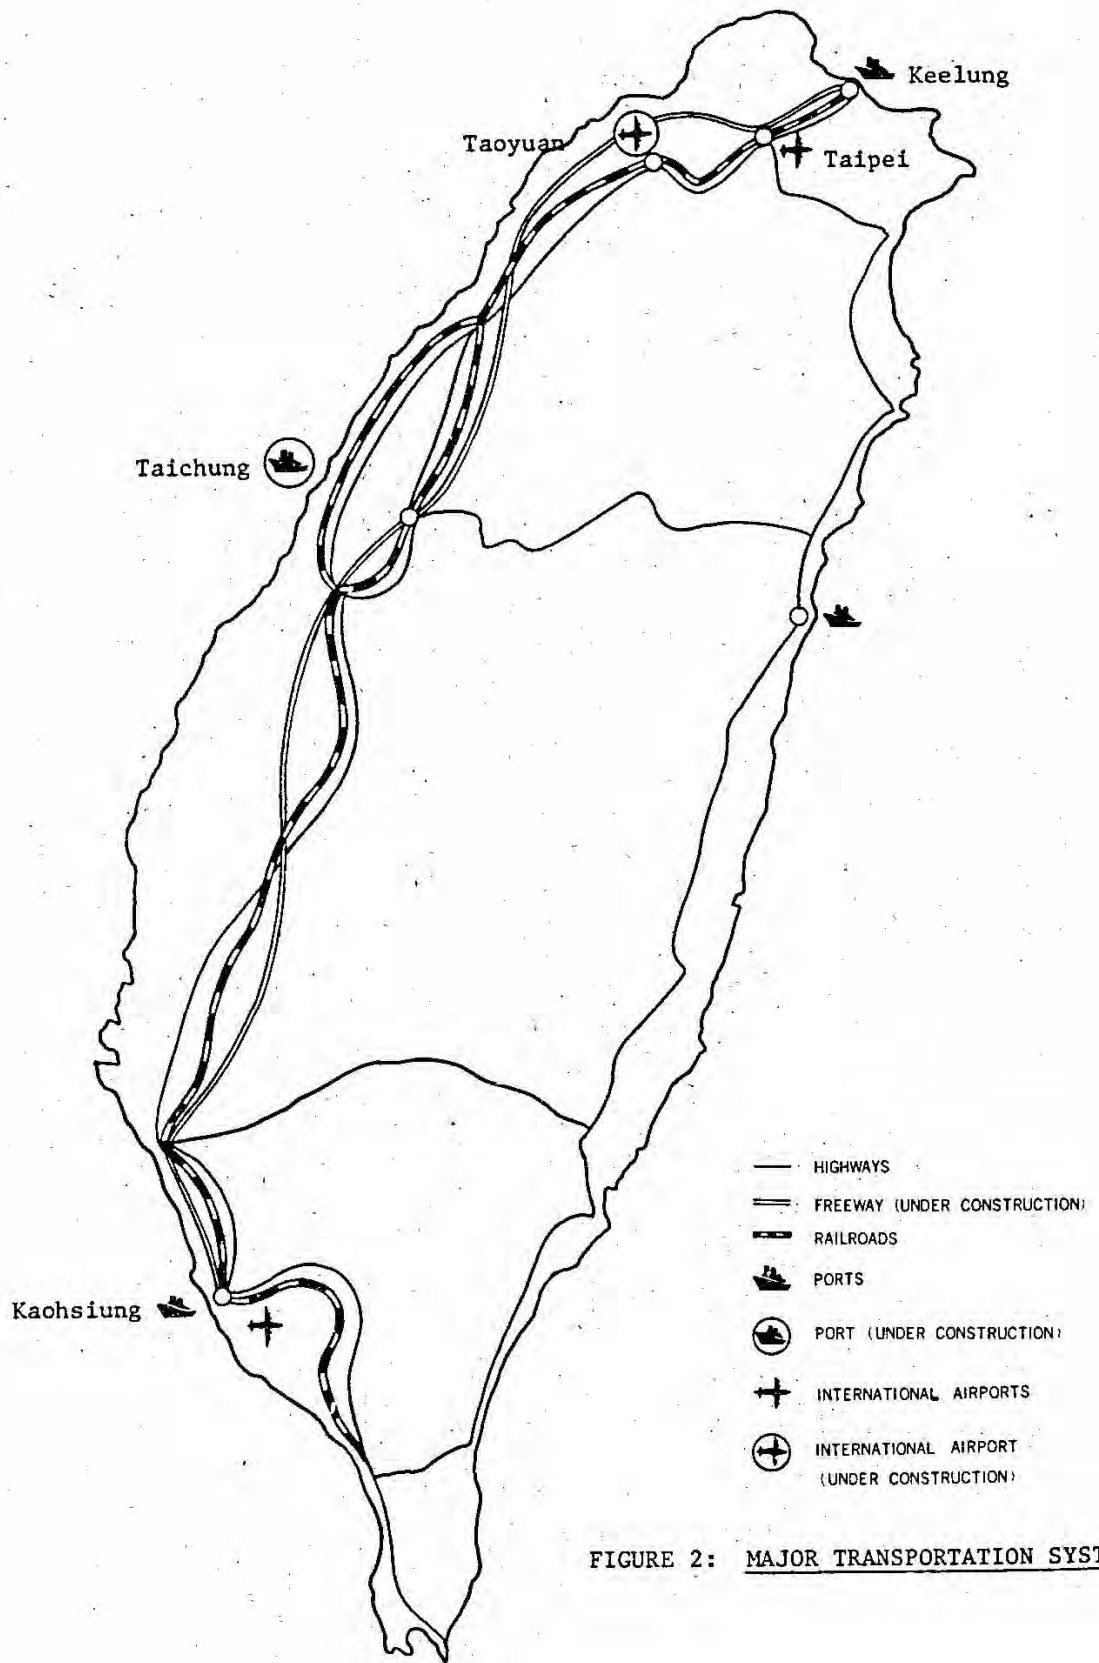 Keelung
Taoyuan
Taipei
Taichung
Kaohsiung
HIGHWAYS
FREEWAY (UNDER CONSTRUCTION)
RAILROADS
PORTS
PORT (UNDER CONSTRUCTION)
INTERNATIONAL AIRPORTS
INTERNATIONAL AIRPORT
(UNDER CONSTRUCTION)
FIGURE 2: MAJOR TRANSPORTATION SYST